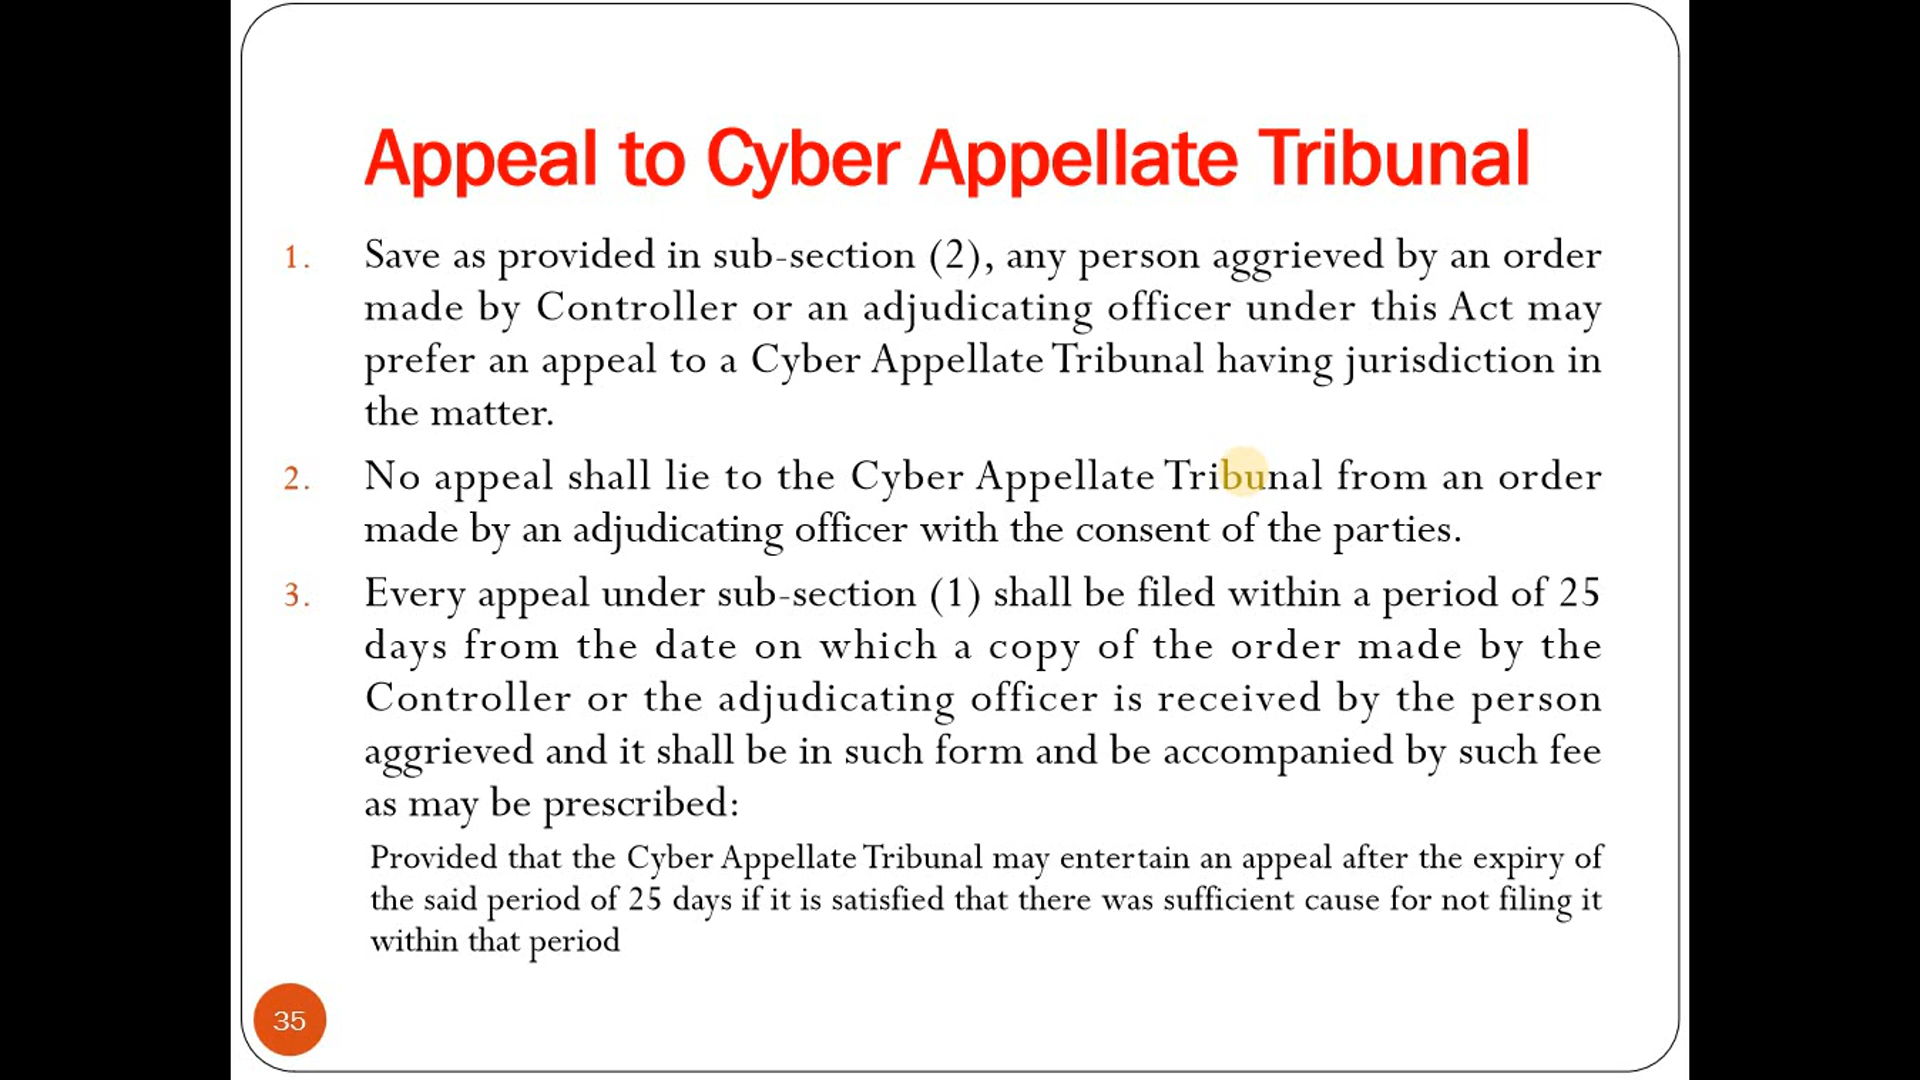 Appeal to Cyber Appellate Tribunal
1. Save as provided in sub-section (2), any person aggrieved by an order
made by Controller or an adjudicating officer under this Act may
prefer an appeal to a Cyber Appellate Tribunal having jurisdiction in
the matter.
2. No appeal shall lie to the Cyber Appellate Tribunal from an order
made by an adjudicating officer with the consent of the parties.
3. Every appeal under sub-section (1) shall be filed within a period of 25
days from the date on which a copy of the order made by the
Controller or the adjudicating officer is received by the person
aggrieved and it shall be in such form and be accompanied by such fee
as may be prescribed:
Provided that the Cyber Appellate Tribunal may entertain an appeal after the expiry of
the said period of 25 days if it is satisfied that there was sufficient cause for not filing it
within that period
35